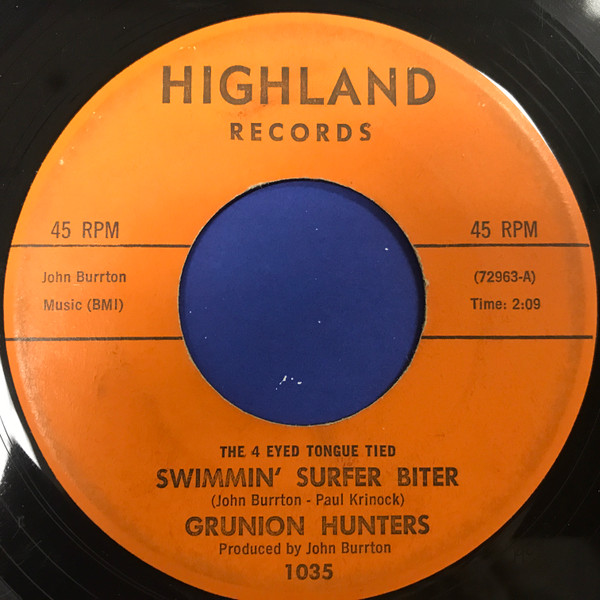 HIGHLAND
RECORDS
45 RPM
45 RPM
John Burrton
Music (BMI)
(72963-A)
Time: 2:09
THE 4 EYED TONGUE TIED
SWIMMIN' SURFER BITER
(John Burrton - Paul Krinock)
GRUNION HUNTERS
Produced by John Burrton
1035